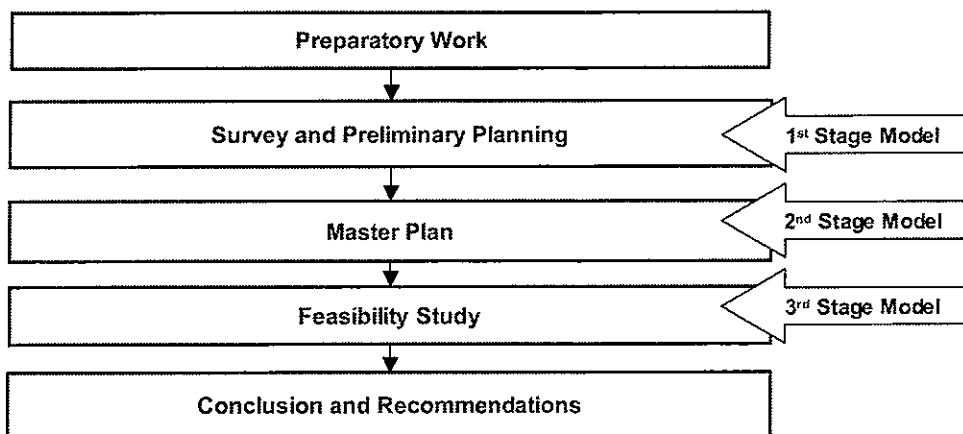 Preparatory Work
Survey and Preliminary Planning
1st Stage Model
Master Plan
2nd Stage Model
Feasibility Study
3rd Stage Model
Conclusion and Recommendations